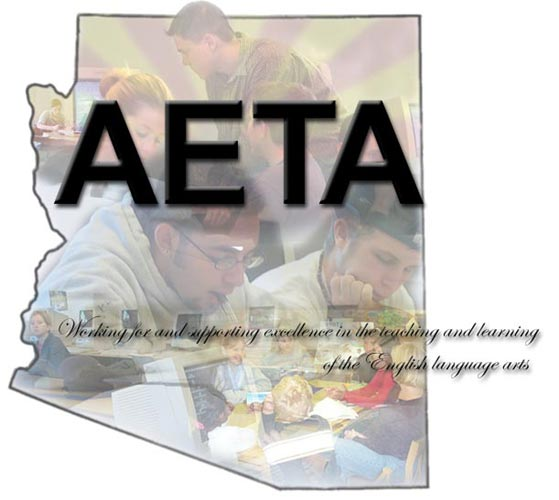 AETA
Working for and supporting excellence in the teaching and learning
of the English language arts